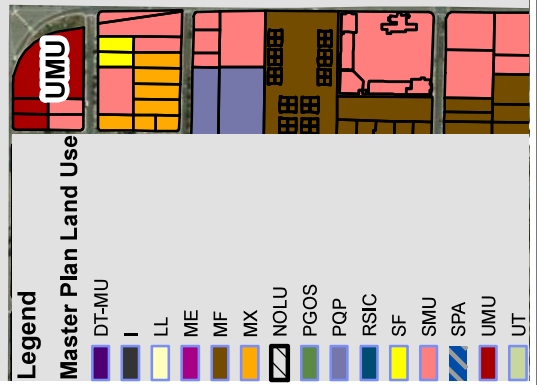 UMU
Legend
Master Plan Land Use
DT-MU
I
LL
ME
MF
MX
NOLU
PGOS
PQP
RSIC
SF
SMU
SPA
UMU
UT